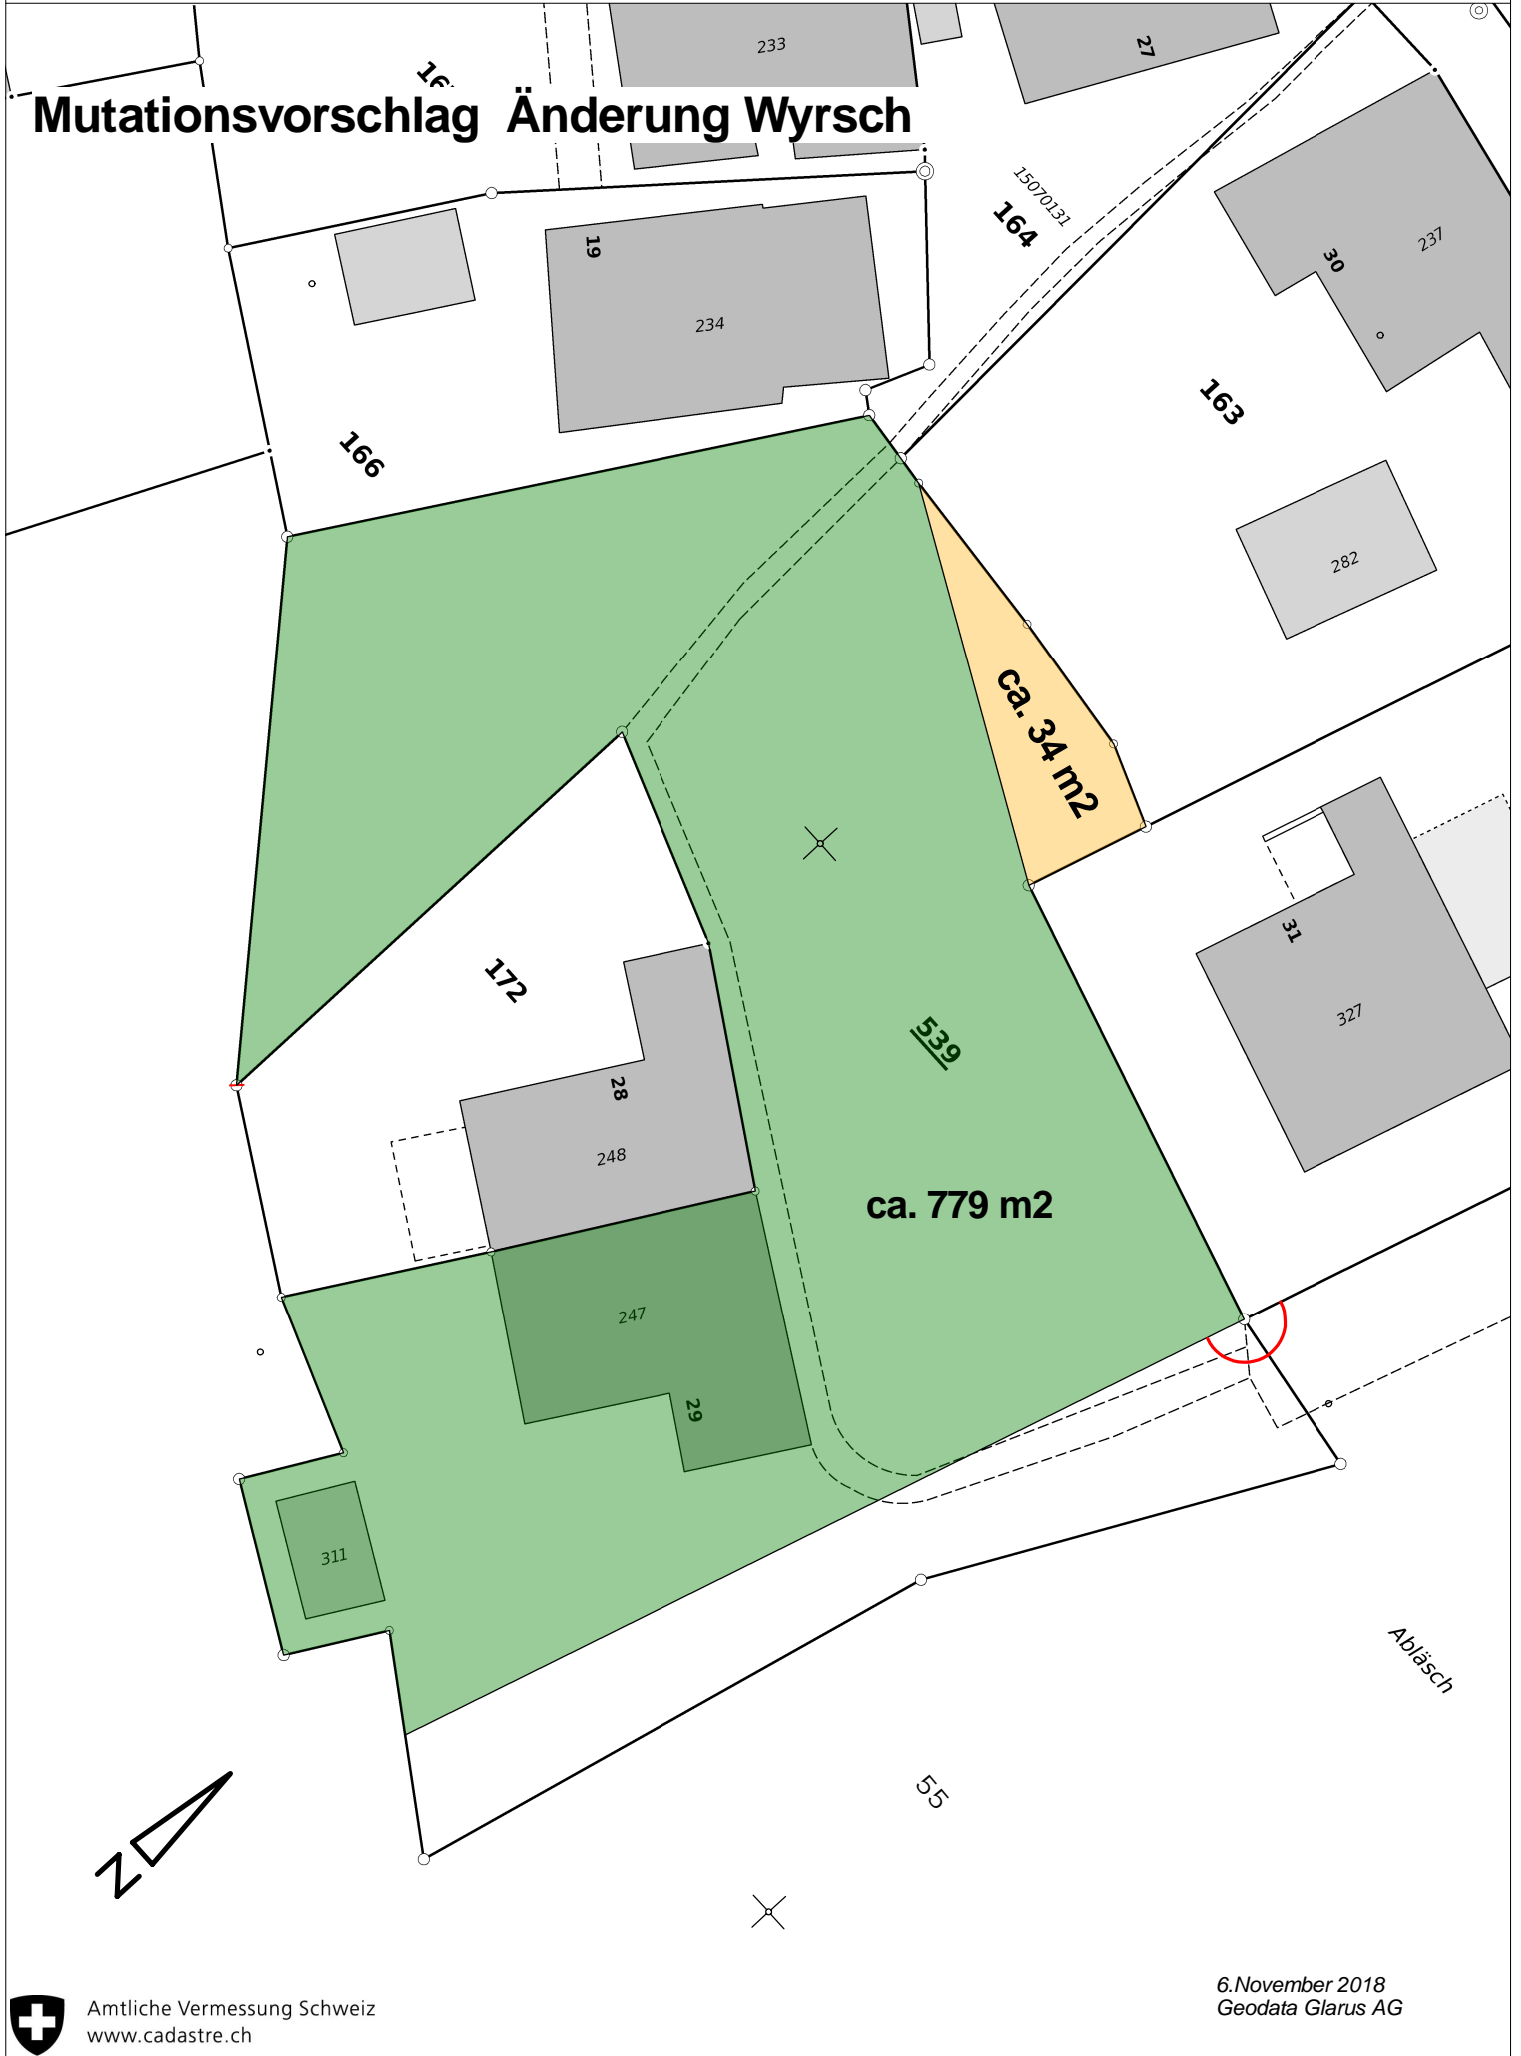 233
27
Mutationsvorschlag Änderung Wyrsch
15070131
164
19
237
30
234
163
166
282
ca. 34 m2
172
31
539
327
28
248
ca. 779 m2
247
29
311
Abläsch
55
N
6.November 2018
Geodata Glarus AG
Amtliche Vermessung Schweiz
www.cadastre.ch